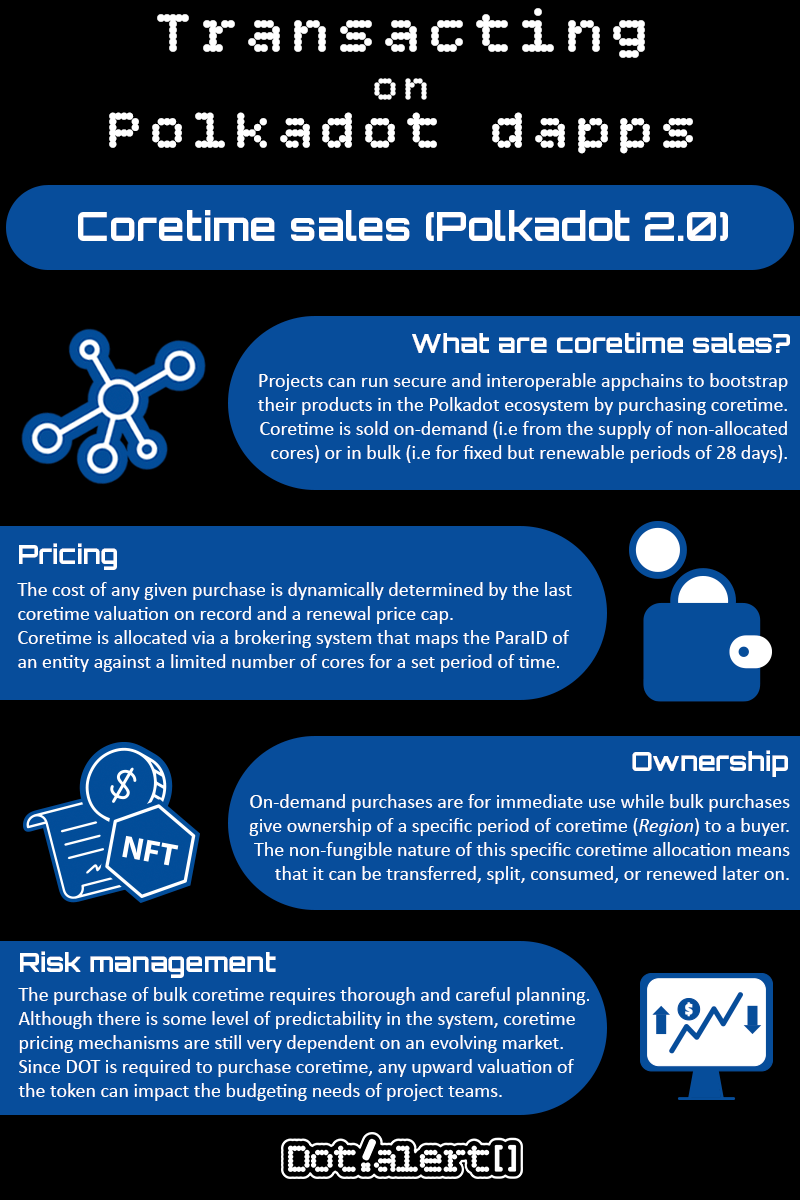 Transacting
on
Polkadot dapps
Coretime sales (Polkadot 2.0)
What are coretime sales?
Projects can run secure and interoperable appchains to bootstrap
their products in the Polkadot ecosystem by purchasing coretime.
Coretime is sold on-demand (i.e from the supply of non-allocated
cores) or in bulk (i.e for fixed but renewable periods of 28 days).
Pricing
The cost of any given purchase is dynamically determined by the last
coretime valuation on record and a renewal price cap.
Coretime is allocated via a brokering system that maps the ParaID of
an entity against a limited number of cores for a set period of time.
$
NFT
Ownership
On-demand purchases are for immediate use while bulk purchases
give ownership of a specific period of coretime (Region) to a buyer.
The non-fungible nature of this specific coretime allocation means
that it can be transferred, split, consumed, or renewed later on.
Risk management
The purchase of bulk coretime requires thorough and careful planning.
Although there is some level of predictability in the system, coretime
pricing mechanisms are still very dependent on an evolving market.
Since DOT is required to purchase coretime, any upward valuation of
the token can impact the budgeting needs of project teams.
$
Dot!alert[]